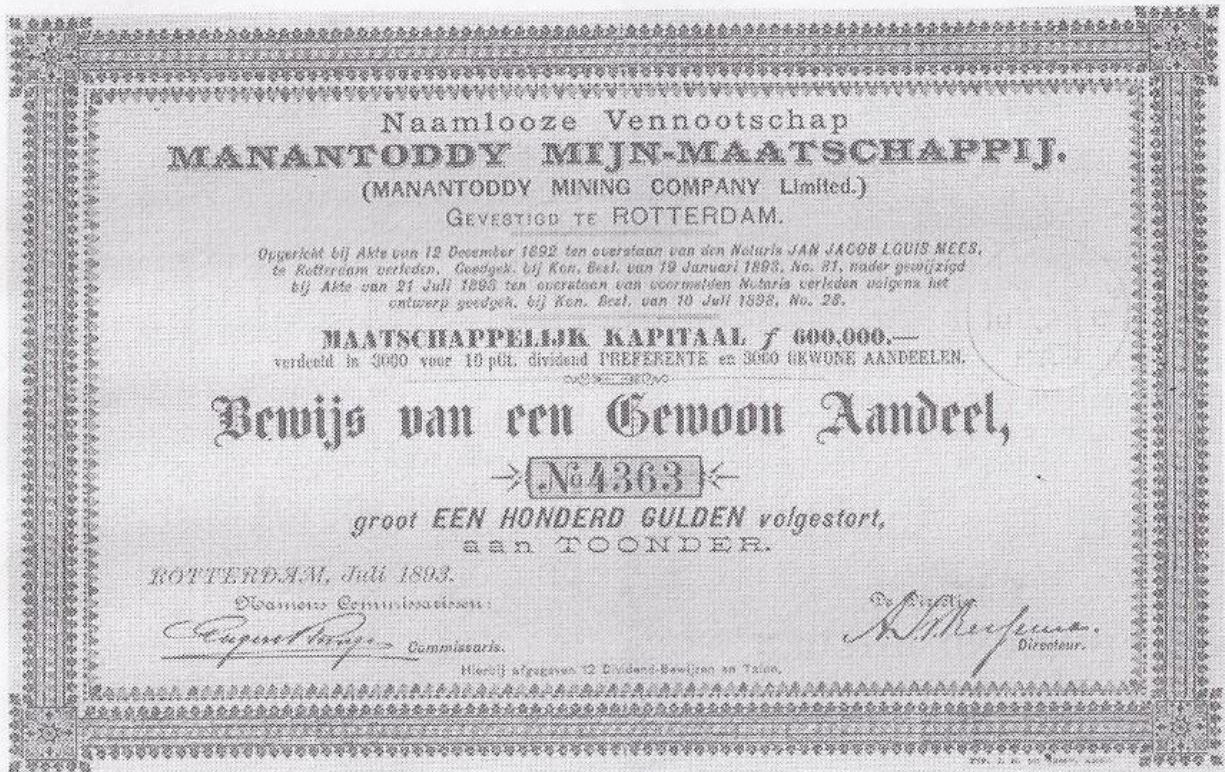 Naamlooze Vennootschap
MANANTODDY MIJN-MAATSCHAPPIJ.
(MANANTODDY MINING COMPANY Limited.)
GEVESTIGD TE ROTTERDAM.
Opgericht bij Akte van 12 December 1892 ten overstaan van den Notaris JAN JACOB LOUIS MEES,
te Rotterdam verleden. Goedgek. bij Kon. Besl. van 19 Januari 1893, No. 81, nader gewijzigd
bij Akte van 21 Juli 1893 ten overstaan van voormelden Notaris verleden volgens het
ontwerp goedgek. bij Kon. Besl. van 10 Juli 1893, No. 28.
MAATSCHAPPELIJK KAPITAAL ƒ 600.000.—
verdeeld in 3000 voor 10 pCt. dividend PREFERENTE en 3000 GEWONE AANDEELEN.
Bewijs van een Gewoon Aandeel,
No 4363
groot EEN HONDERD GULDEN volgestort,
aan TOONDER.
ROTTERDAM, Juli 1893.
Namens Commissarissen:
De Directie
Commissaris.
Directeur.
Hierbij afgegeven 12 Dividend-Bewijzen en Talon.